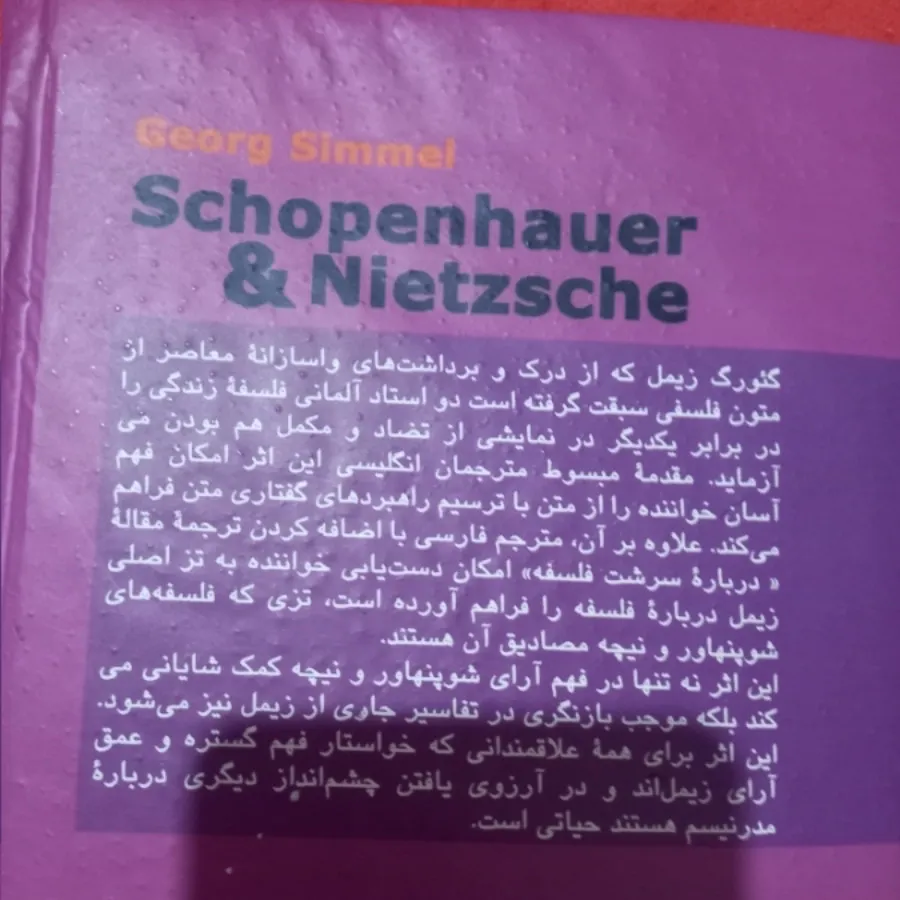 Georg Simmel
Schopenhauer
& Nietzsche
گئورگ زیمل که از درک و برداشت‌های واسازانهٔ معاصر از
متون فلسفی سبقت گرفته است دو استاد آلمانی فلسفهٔ زندگی را
در برابر یکدیگر در نمایشی از تضاد و مکمل هم بودن می
آزماید. مقدمهٔ مبسوط مترجمان انگلیسی این اثر امکان فهم
آسان خواننده را از متن با ترسیم راهبردهای گفتاری متن فراهم
می‌کند. علاوه بر آن، مترجم فارسی با اضافه کردن ترجمهٔ مقالهٔ
« دربارهٔ سرشت فلسفه» امکان دست‌یابی خواننده به تز اصلی
زیمل دربارهٔ فلسفه را فراهم آورده است، تزی که فلسفه‌های
شوپنهاور و نیچه مصادیق آن هستند.
این اثر نه تنها در فهم آرای شوپنهاور و نیچه کمک شایانی می
کند بلکه موجب بازنگری در تفاسیر جاری از زیمل نیز می‌شود.
این اثر برای همهٔ علاقمندانی که خواستار فهم گستره و عمق
آرای زیمل‌اند و در آرزوی یافتن چشم‌انداز دیگری دربارهٔ
مدرنیسم هستند حیاتی است.